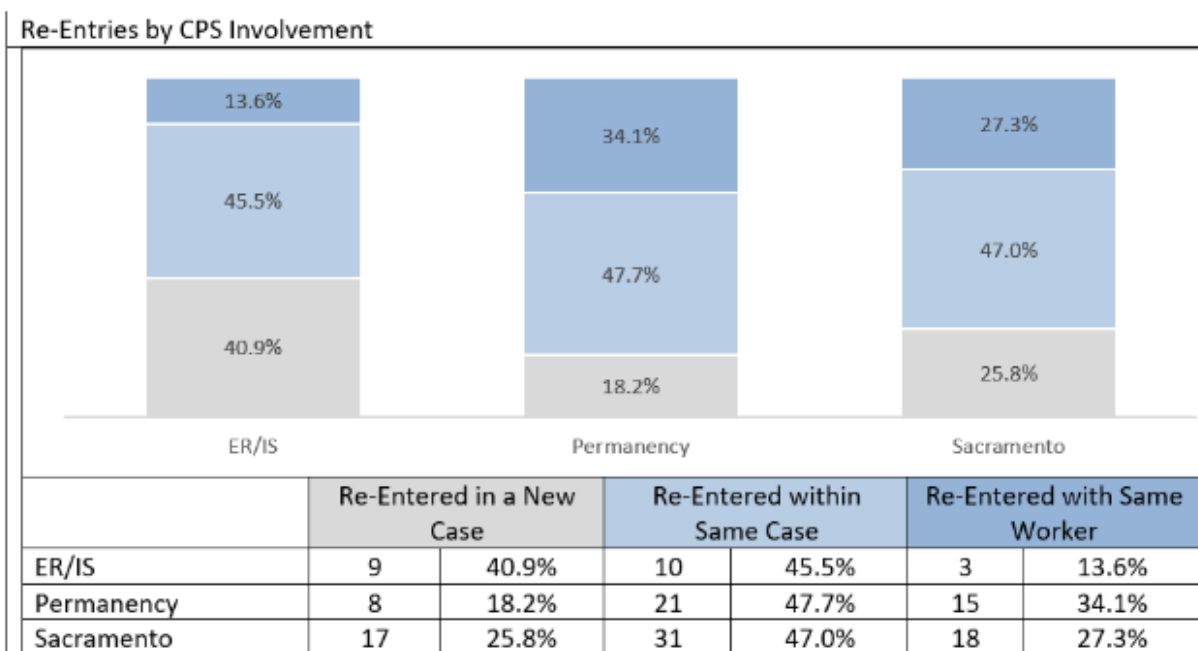 Re-Entries by CPS Involvement
13.6%
34.1%
27.3%
45.5%
47.7%
47.0%
40.9%
18.2%
25.8%
ER/IS
Permanency
Sacramento
Re-Entered in a New
Case
Re-Entered within
Same Case
Re-Entered with Same
Worker
ER/IS 9 40.9% 10 45.5% 3 13.6%
Permanency 8 18.2% 21 47.7% 15 34.1%
Sacramento 17 25.8% 31 47.0% 18 27.3%